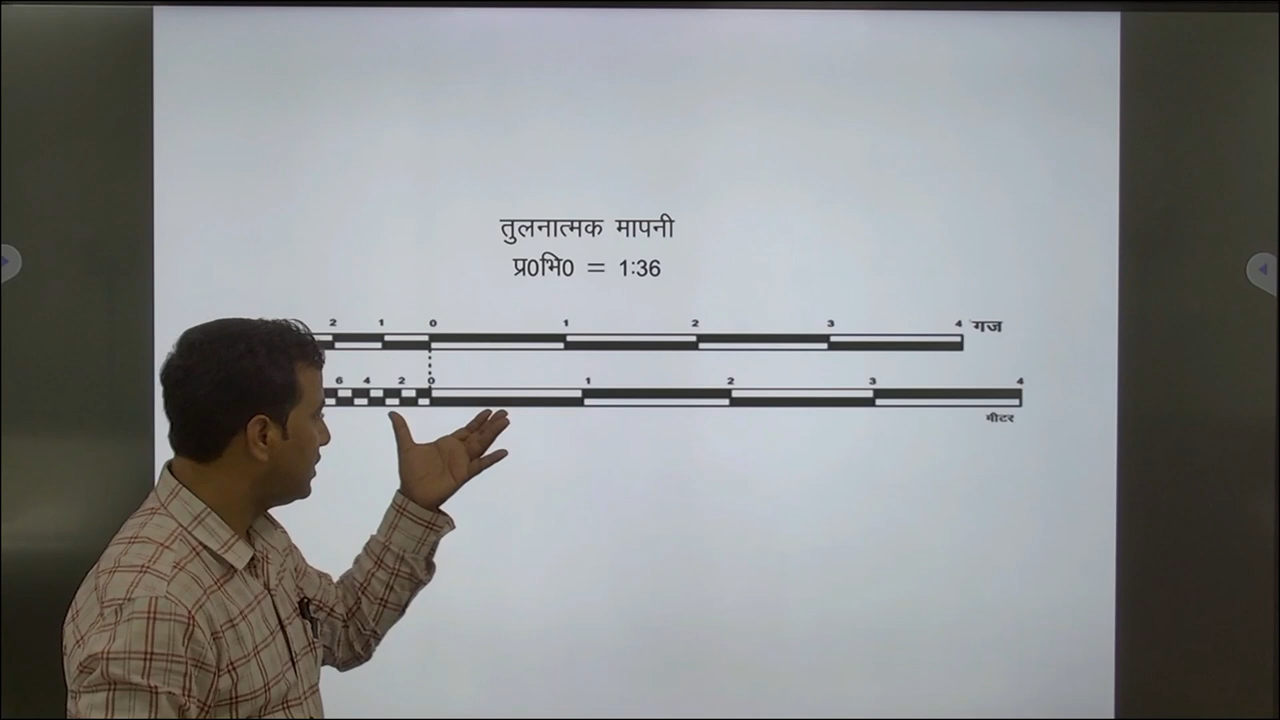 तुलनात्मक मापनी
प्र0भि0 = 1:36
2 1 0 1 2 3 4 गज
6 4 2 0 1 2 3 4
मीटर